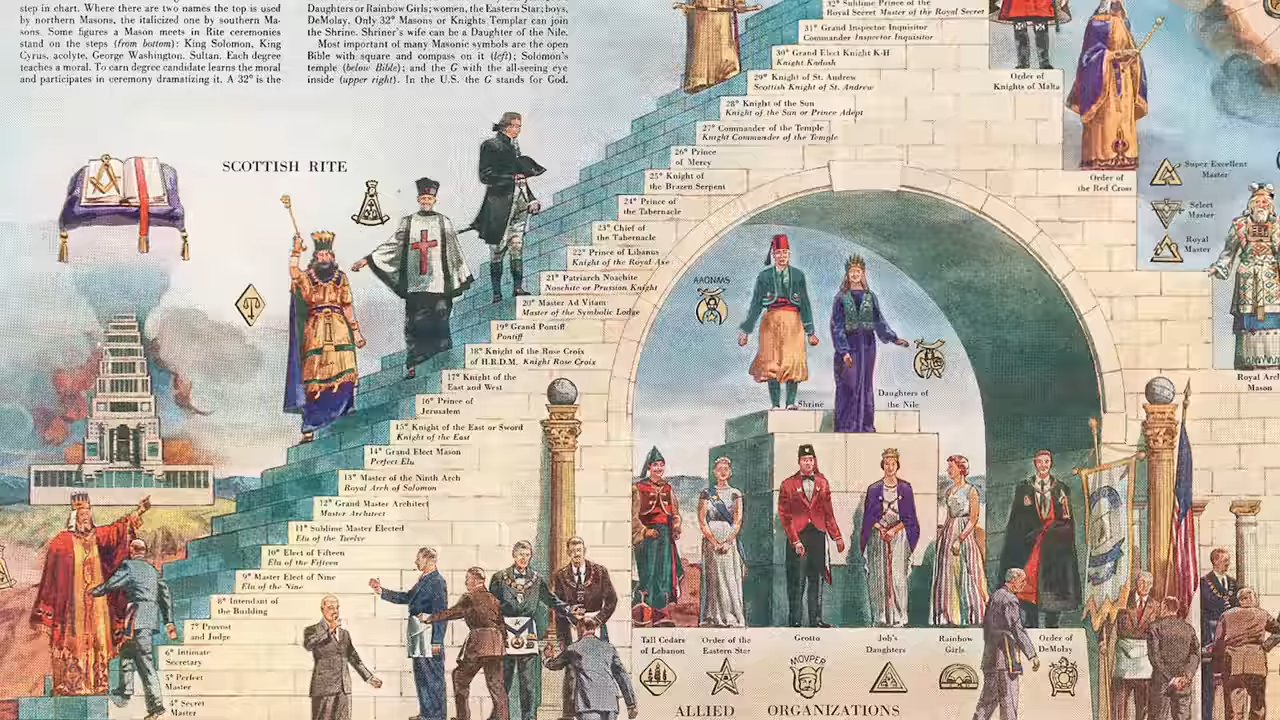 step in chart. Where there are two names the top is used
by northern Masons, the italicized one by southern Ma-
sons. Some figures a Mason meets in Rite ceremonies
stand on the steps (from bottom): King Solomon, King
Cyrus, acolyte, George Washington. Sultan. Each degree
teaches a moral. To earn degree candidate learns the moral
and participates in ceremony dramatizing it. A 32° is the
Daughters or Rainbow Girls; women, the Eastern Star; boys,
DeMolay. Only 32° Masons or Knights Templar can join
the Shrine. Shriner's wife can be a Daughter of the Nile.
Most important of many Masonic symbols are the open
Bible with square and compass on it (left); Solomon's
temple (below Bible); and the G with the all-seeing eye
inside (upper right). In the U.S. the G stands for God.
SCOTTISH RITE
32° Sublime Prince of the
Royal Secret Master of the Royal Secret
31° Grand Inspector Inquisitor
Commander Inspector Inquisitor
30° Grand Elect Knight K-H
Knight Kadosh
29° Knight of St. Andrew
Scottish Knight of St. Andrew
28° Knight of the Sun
Knight of the Sun or Prince Adept
27° Commander of the Temple
Knight Commander of the Temple
26° Prince
of Mercy
25° Knight of
the Brazen Serpent
24° Prince of
the Tabernacle
23° Chief of
the Tabernacle
22° Prince of Libanus
Knight of the Royal Axe
21° Patriarch Noachite
Noachite or Prussian Knight
20° Master Ad Vitam
Master of the Symbolic Lodge
19° Grand Pontiff
Pontiff
18° Knight of the Rose Croix
of H.R.D.M. Knight Rose Croix
17° Knight of the
East and West
16° Prince of
Jerusalem
15° Knight of the East or Sword
Knight of the East
14° Grand Elect Mason
Perfect Elu
13° Master of the Ninth Arch
Royal Arch of Solomon
12° Grand Master Architect
Master Architect
11° Sublime Master Elected
Elu of the Twelve
10° Elect of Fifteen
Elu of the Fifteen
9° Master Elect of Nine
Elu of the Nine
8° Intendant of
the Building
7° Provost
and Judge
6° Intimate
Secretary
5° Perfect
Master
4° Secret
Master
Order of
Knights of Malta
Order of
the Red Cross
Super Excellent
Master
Select
Master
Royal
Master
Royal Arch
Mason
AAONMS
Shrine
Daughters of
the Nile
Tall Cedars
of Lebanon
Order of the
Eastern Star
Grotto
Job's
Daughters
Rainbow
Girls
Order of
DeMolay
MOVPER
ALLIED ORGANIZATIONS